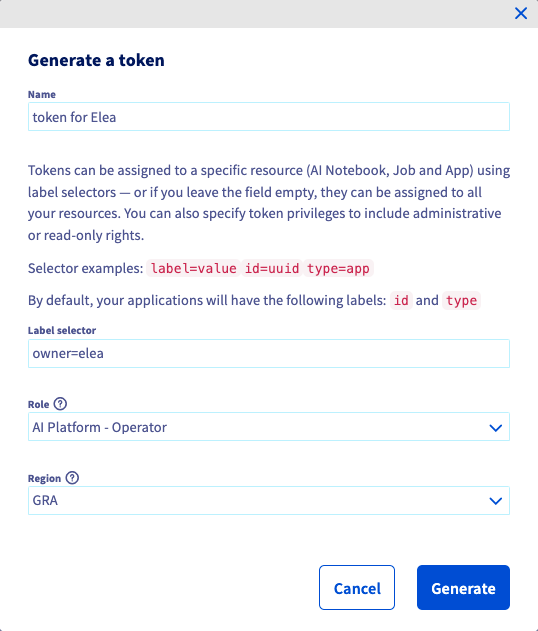 Generate a token
Name
token for Elea
Tokens can be assigned to a specific resource (AI Notebook, Job and App) using
label selectors — or if you leave the field empty, they can be assigned to all
your resources. You can also specify token privileges to include administrative
or read-only rights.
Selector examples: label=value id=uuid type=app
By default, your applications will have the following labels: id and type
Label selector
owner=elea
Role ?
AI Platform - Operator
Region ?
GRA
Cancel Generate